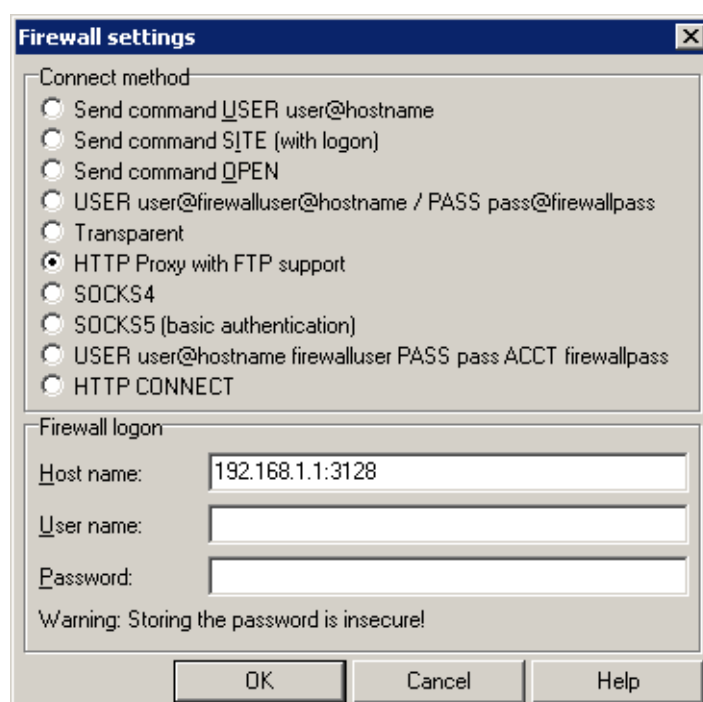 Firewall settings
Connect method
Send command USER user@hostname
Send command SITE (with logon)
Send command OPEN
USER user@firewalluser@hostname / PASS pass@firewallpass
Transparent
HTTP Proxy with FTP support
SOCKS4
SOCKS5 (basic authentication)
USER user@hostname firewalluser PASS pass ACCT firewallpass
HTTP CONNECT
Firewall logon
Host name: 192.168.1.1:3128
User name:
Password:
Warning: Storing the password is insecure!
OK Cancel Help